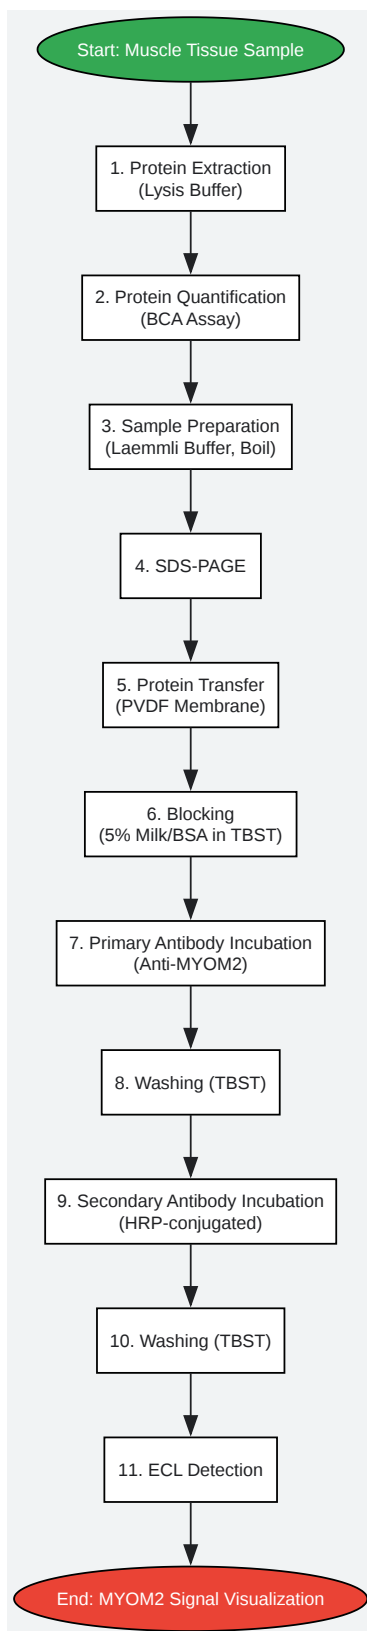 Start: Muscle Tissue Sample
1. Protein Extraction
(Lysis Buffer)
2. Protein Quantification
(BCA Assay)
3. Sample Preparation
(Laemmli Buffer, Boil)
4. SDS-PAGE
5. Protein Transfer
(PVDF Membrane)
6. Blocking
(5% Milk/BSA in TBST)
7. Primary Antibody Incubation
(Anti-MYOM2)
8. Washing (TBST)
9. Secondary Antibody Incubation
(HRP-conjugated)
10. Washing (TBST)
11. ECL Detection
End: MYOM2 Signal Visualization